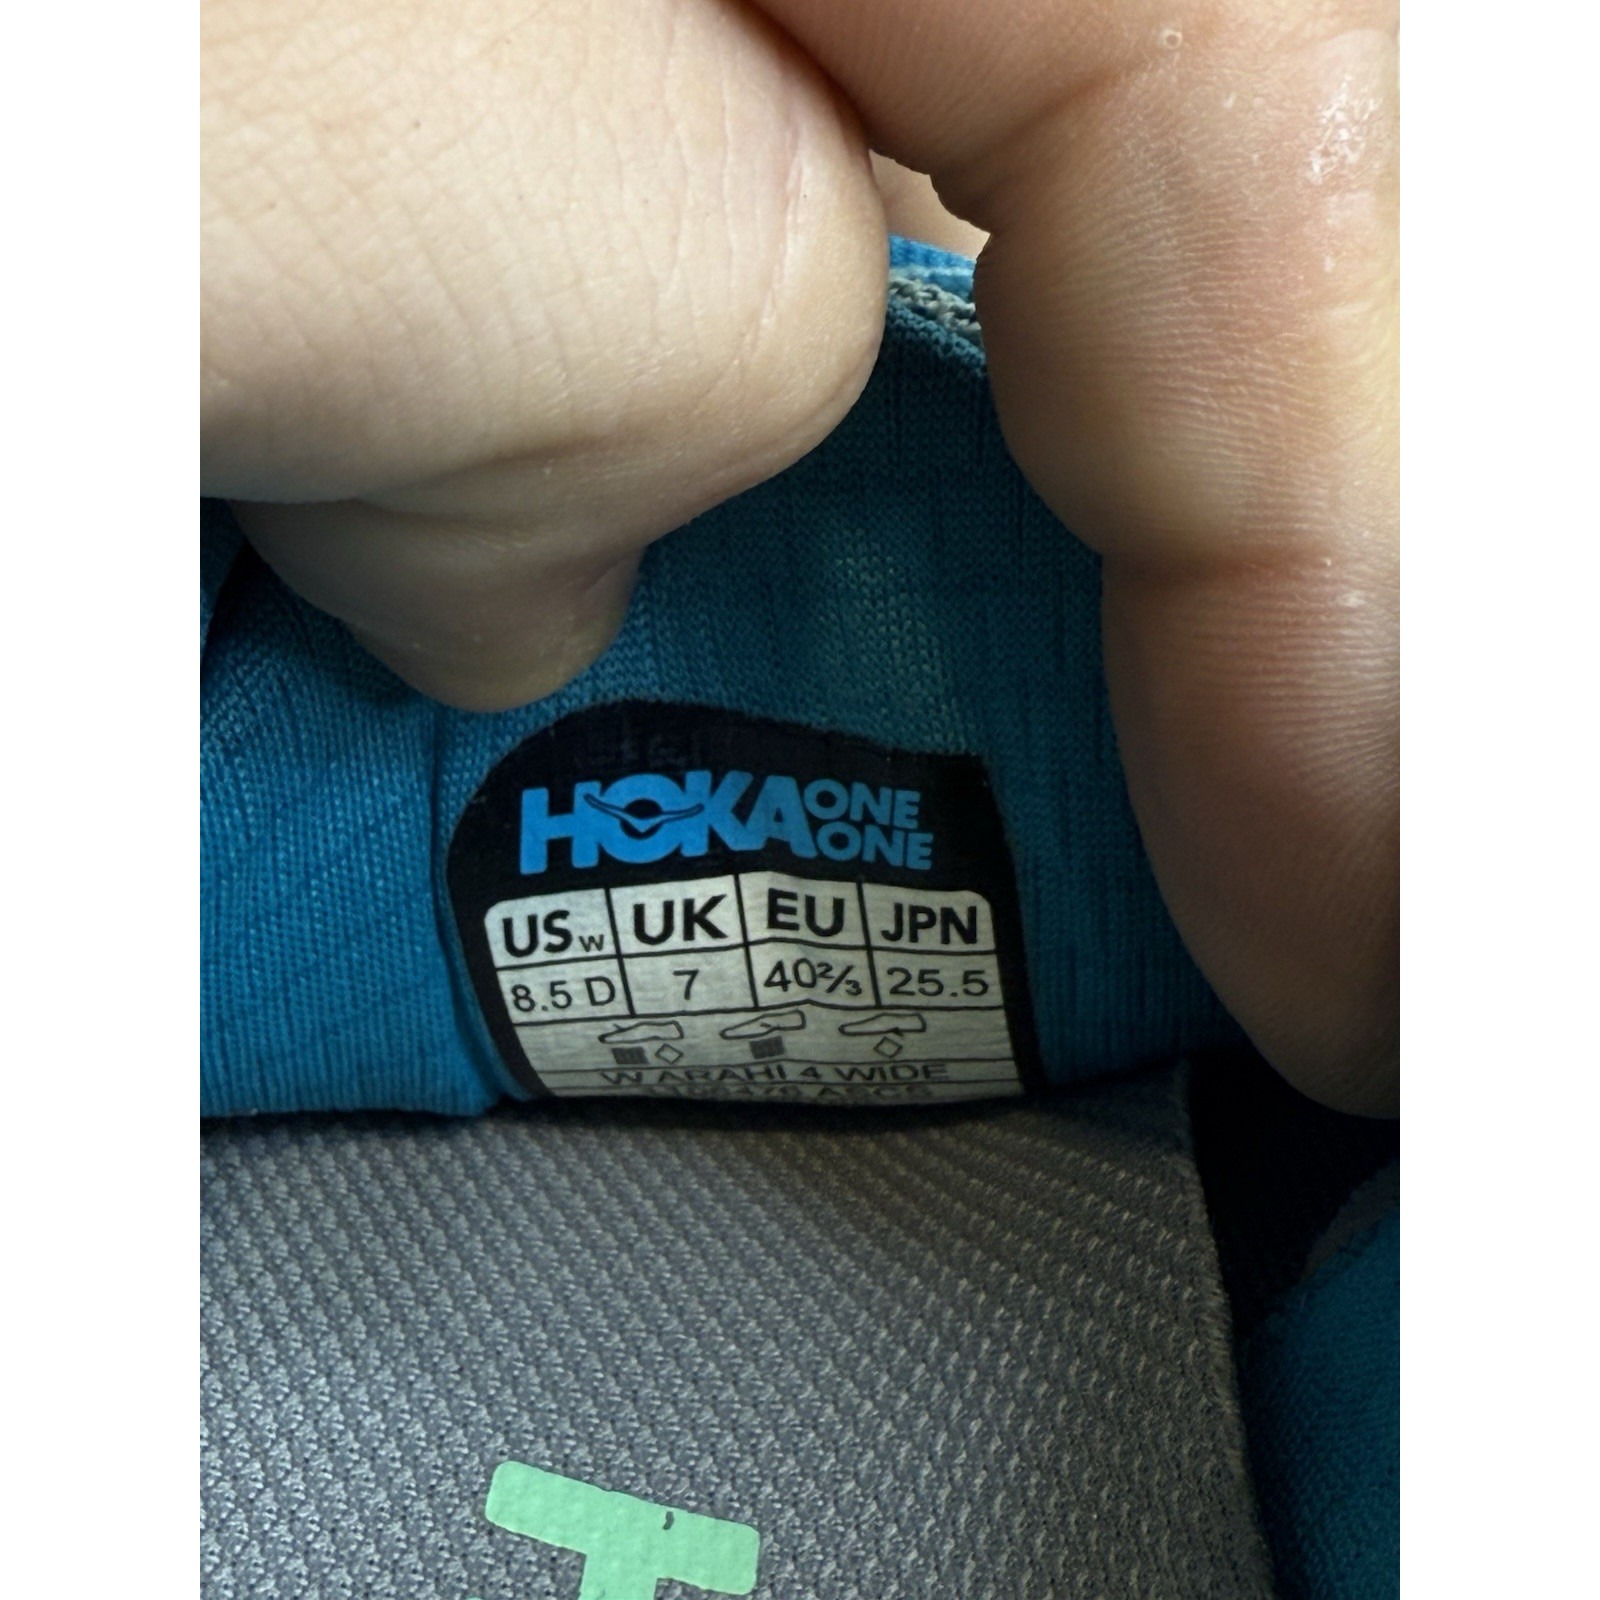 HOKA ONE ONE
USw UK EU JPN
8.5 D 7 40⅔ 25.5
W ARAHI 4 WIDE